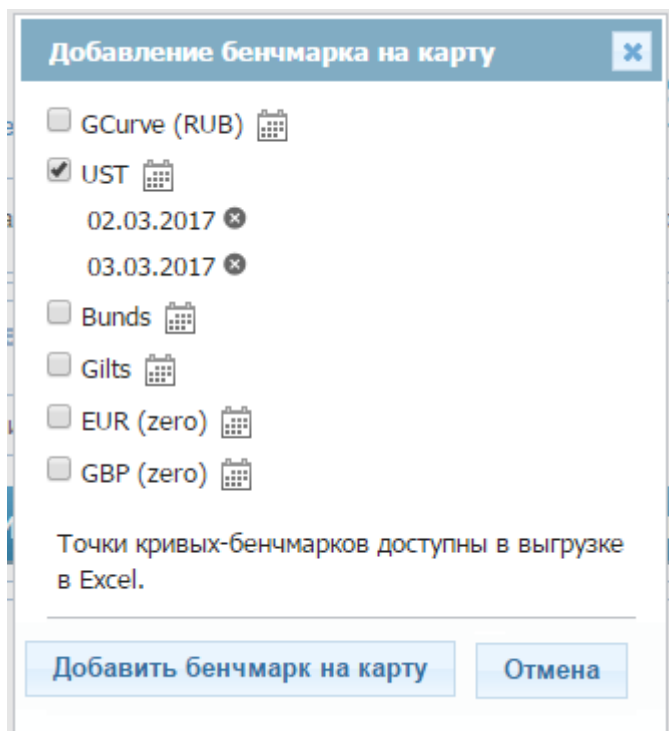 Добавление бенчмарка на карту
GCurve (RUB)
UST
02.03.2017
03.03.2017
Bunds
Gilts
EUR (zero)
GBP (zero)
Точки кривых-бенчмарков доступны в выгрузке
в Excel.
Добавить бенчмарк на карту Отмена